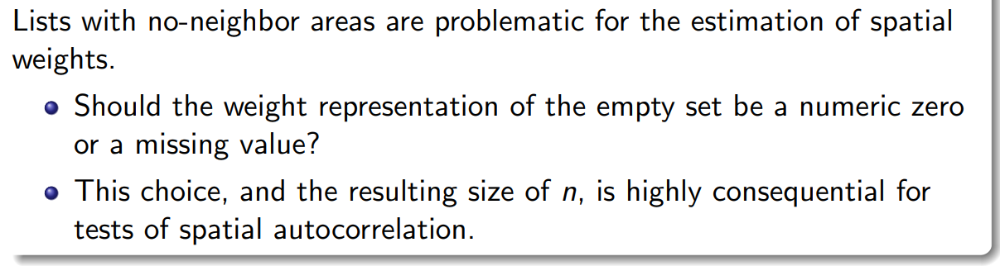 Lists with no-neighbor areas are problematic for the estimation of spatial
weights.
Should the weight representation of the empty set be a numeric zero
or a missing value?
This choice, and the resulting size of n, is highly consequential for
tests of spatial autocorrelation.